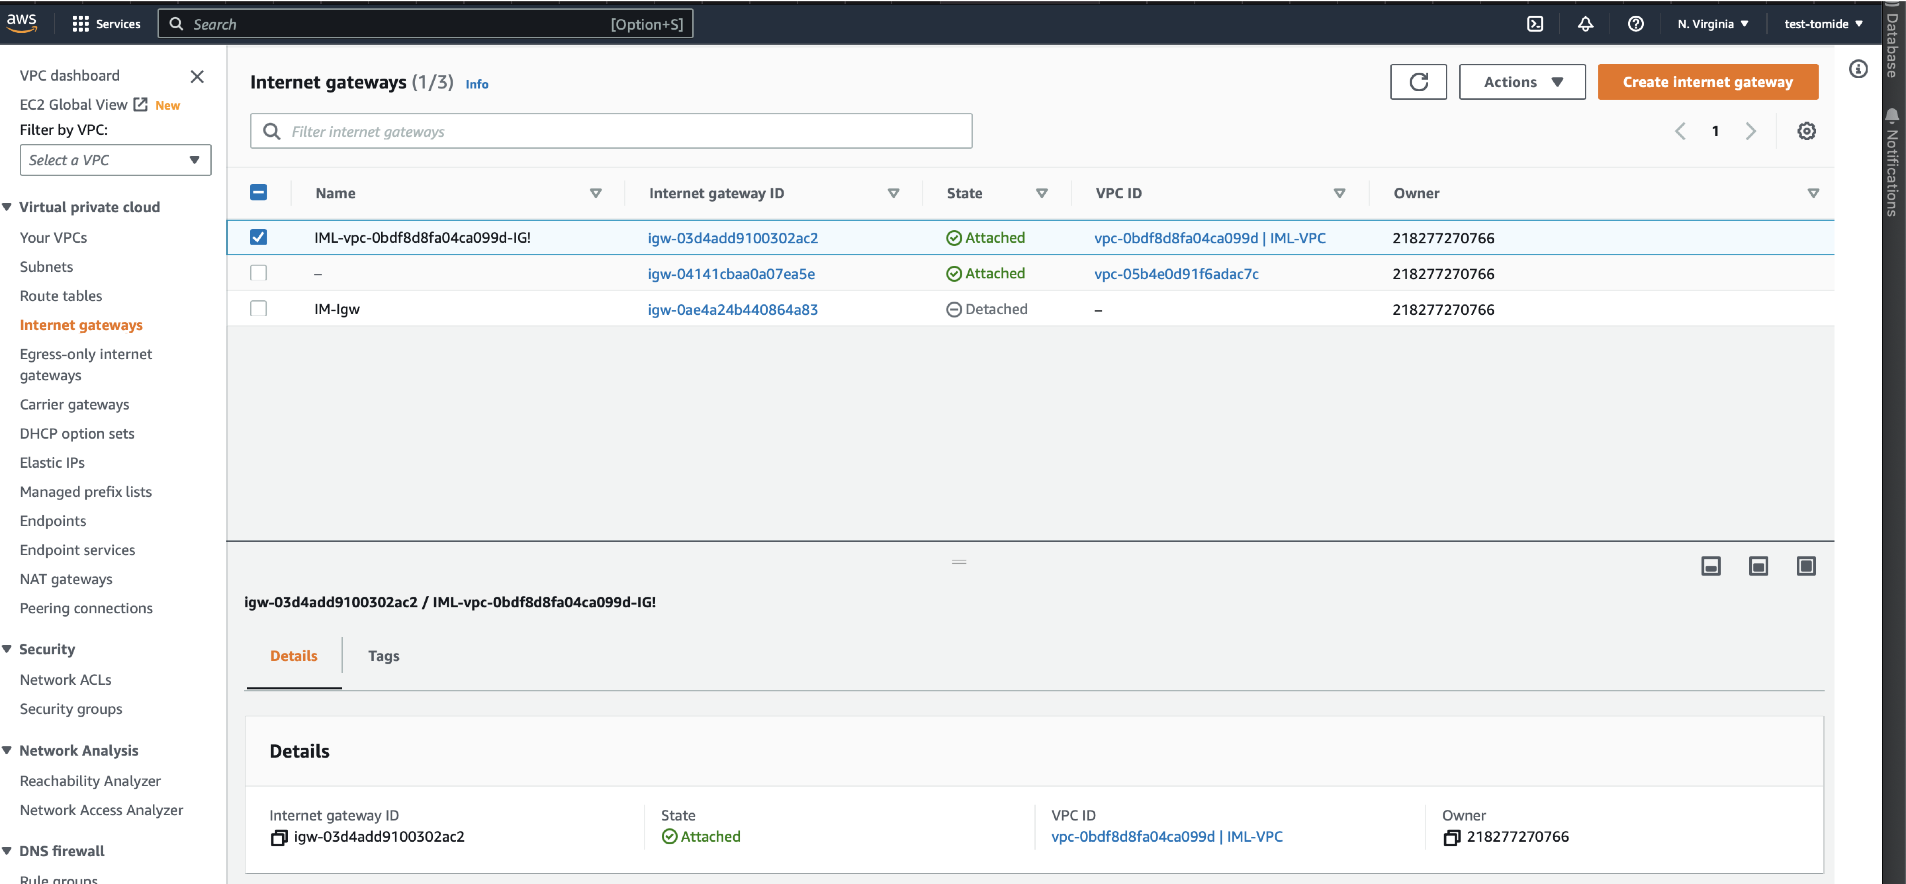 aws
Services
Search
[Option+S]
N. Virginia
test-tomide
Database
Notifications
VPC dashboard
EC2 Global View New
Filter by VPC:
Select a VPC
Virtual private cloud
Your VPCs
Subnets
Route tables
Internet gateways
Egress-only internet
gateways
Carrier gateways
DHCP option sets
Elastic IPs
Managed prefix lists
Endpoints
Endpoint services
NAT gateways
Peering connections
Security
Network ACLs
Security groups
Network Analysis
Reachability Analyzer
Network Access Analyzer
DNS firewall
Rule groups
Internet gateways (1/3) Info
Actions
Create internet gateway
Filter internet gateways
1
Name Internet gateway ID State VPC ID Owner
IML-vpc-0bdf8d8fa04ca099d-IG! igw-03d4add9100302ac2 Attached vpc-0bdf8d8fa04ca099d | IML-VPC 218277270766
– igw-04141cbaa0a07ea5e Attached vpc-05b4e0d91f6adac7c 218277270766
IM-Igw igw-0ae4a24b440864a83 Detached – 218277270766
igw-03d4add9100302ac2 / IML-vpc-0bdf8d8fa04ca099d-IG!
Details
Tags
Details
Internet gateway ID
igw-03d4add9100302ac2
State
Attached
VPC ID
vpc-0bdf8d8fa04ca099d | IML-VPC
Owner
218277270766